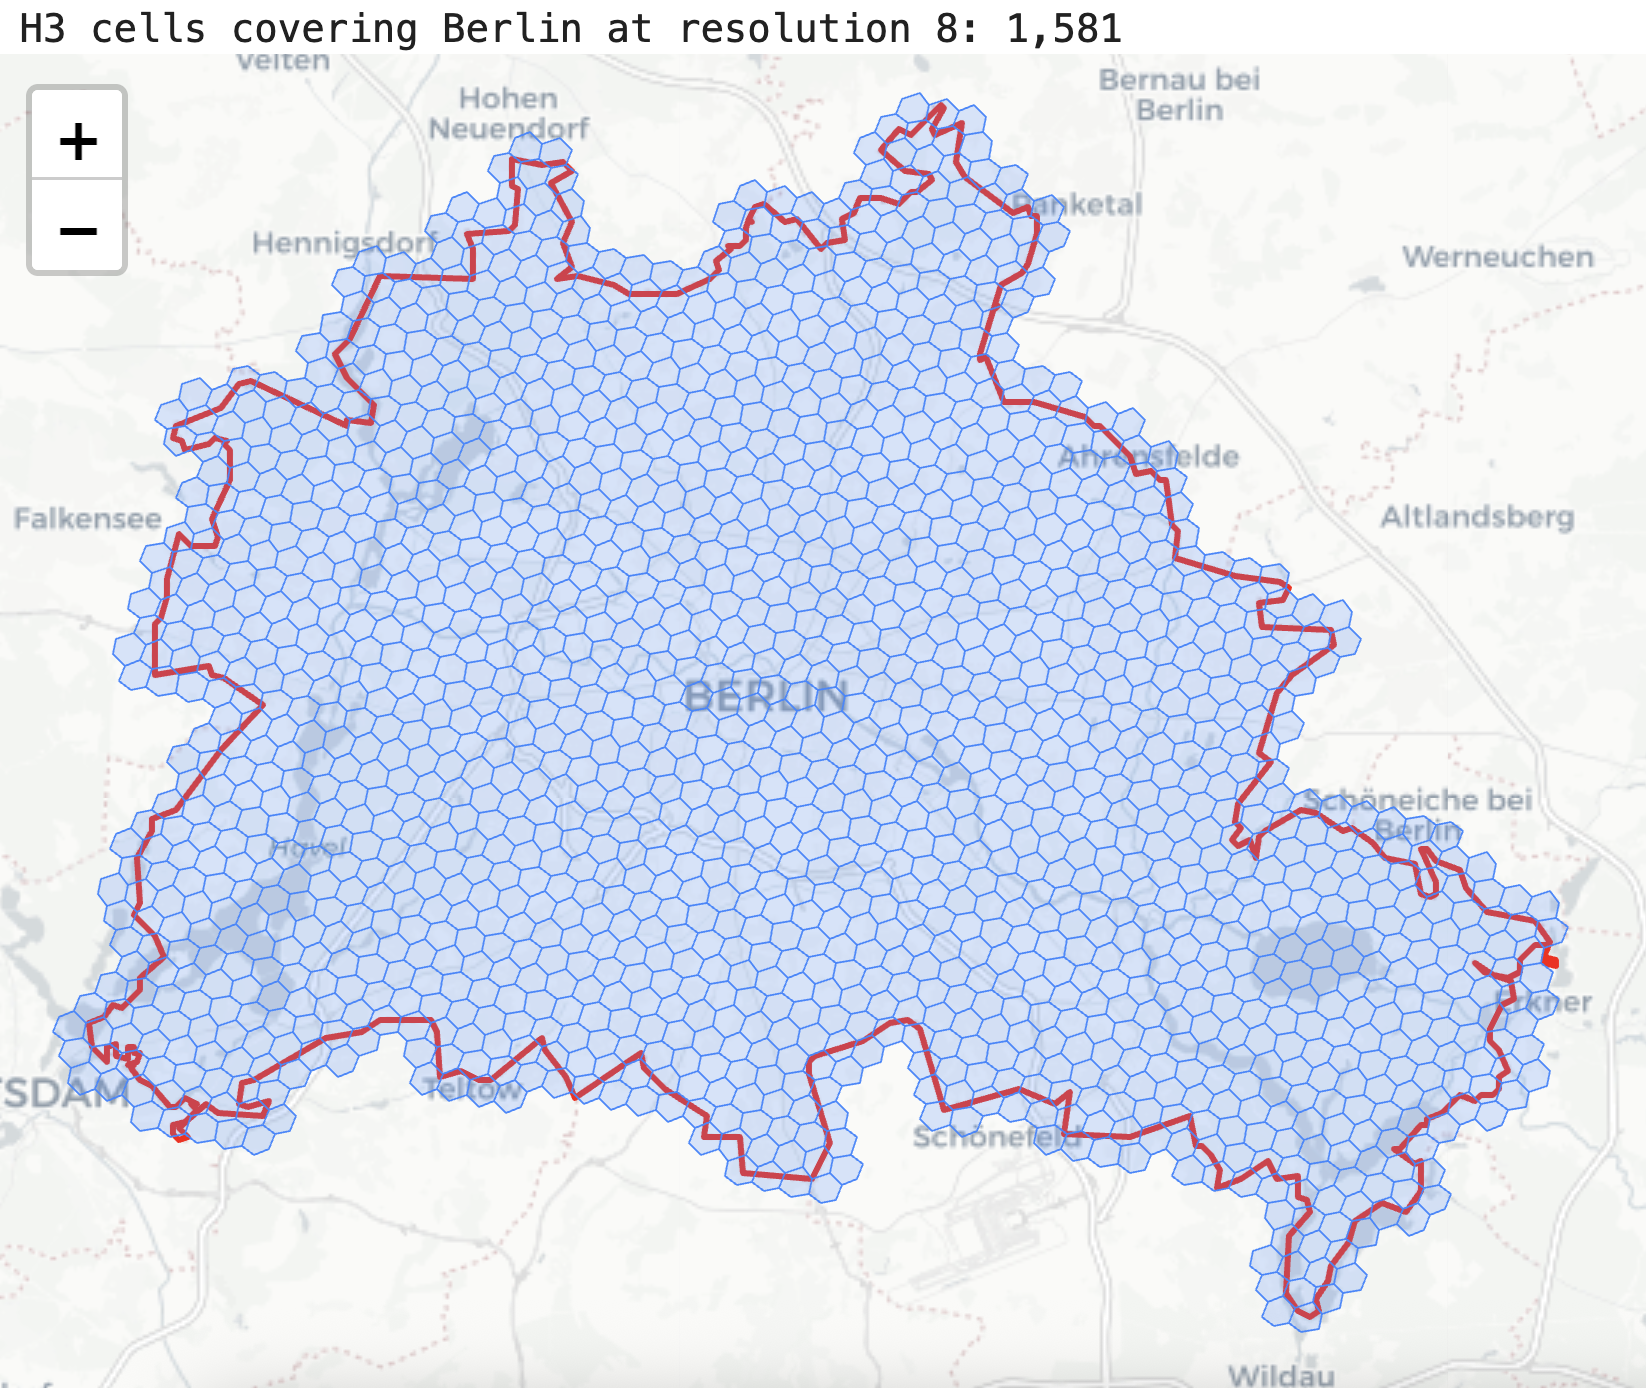 H3 cells covering Berlin at resolution 8: 1,581
Velten
+
−
Hohen
Neuendorf
Bernau bei
Berlin
Panketal
Hennigsdorf
Werneuchen
Ahrensfelde
Falkensee
Altlandsberg
BERLIN
Schöneiche bei
Berlin
Havel
Erkner
TSDAM
Teltow
Schönefeld
Wildau